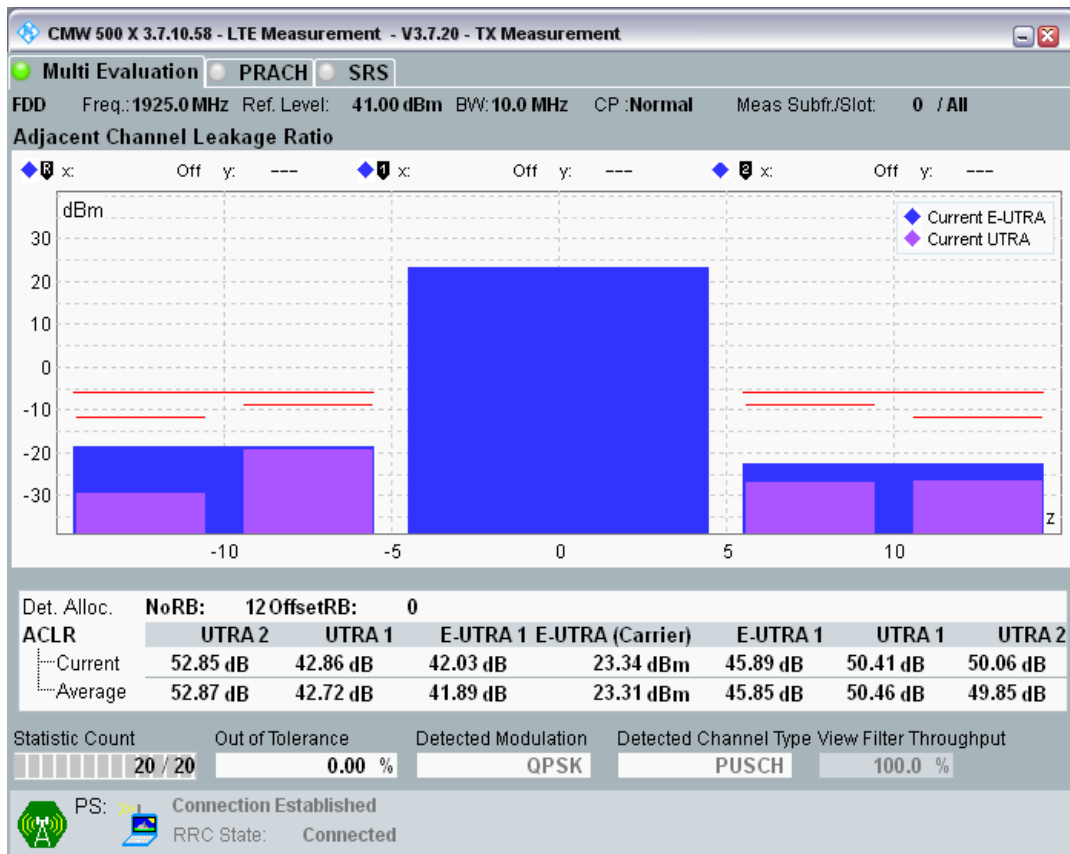 CMW 500 X 3.7.10.58 - LTE Measurement - V3.7.20 - TX Measurement
Multi Evaluation PRACH SRS
FDD Freq.:1925.0 MHz Ref. Level: 41.00 dBm BW:10.0 MHz CP :Normal Meas Subfr./Slot: 0 / All
Adjacent Channel Leakage Ratio
R x: Off y: --- 1 x: Off y: --- 2 x: Off y: ---
dBm
Current E-UTRA
Current UTRA
30
20
10
0
-10
-20
-30
z
-10 -5 0 5 10
Det. Alloc. NoRB: 12 OffsetRB: 0
ACLR UTRA 2 UTRA 1 E-UTRA 1 E-UTRA (Carrier) E-UTRA 1 UTRA 1 UTRA 2
Current 52.85 dB 42.86 dB 42.03 dB 23.34 dBm 45.89 dB 50.41 dB 50.06 dB
Average 52.87 dB 42.72 dB 41.89 dB 23.31 dBm 45.85 dB 50.46 dB 49.85 dB
Statistic Count Out of Tolerance Detected Modulation Detected Channel Type View Filter Throughput
20 / 20 0.00 % QPSK PUSCH 100.0 %
PS: Connection Established
RRC State: Connected